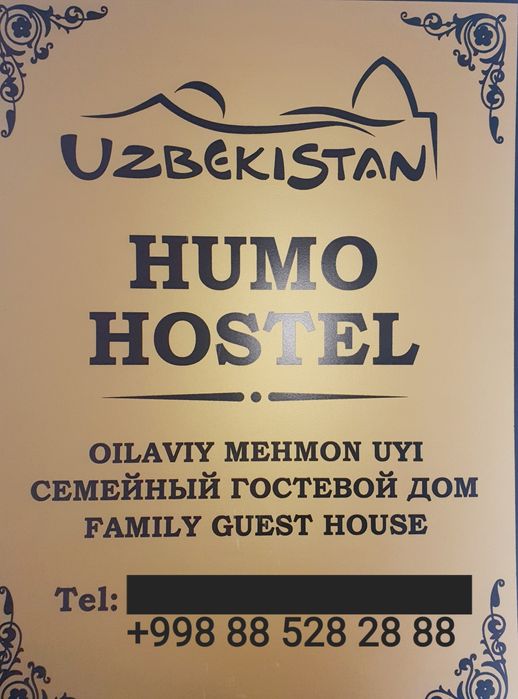 UZBEKISTAN
HUMO
HOSTEL
OILAVIY MEHMON UYI
СЕМЕЙНЫЙ ГОСТЕВОЙ ДОМ
FAMILY GUEST HOUSE
Tel:
+998 88 528 28 88